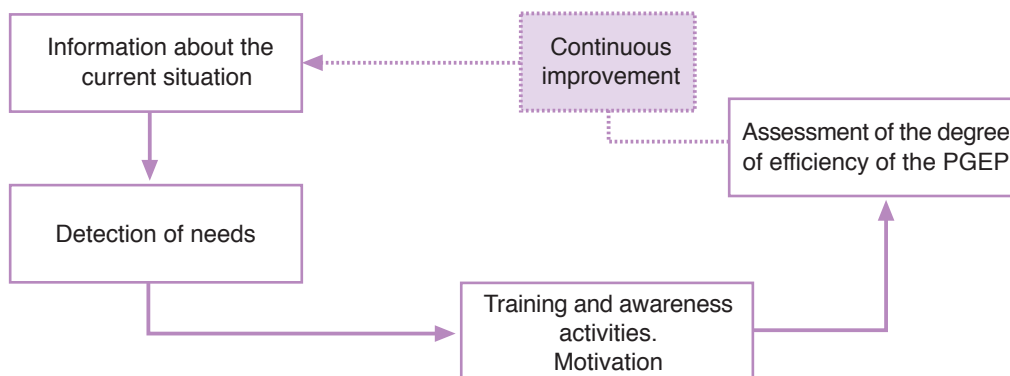 Information about the
current situation
Continuous
improvement
Assessment of the degree
of efficiency of the PGEP
Detection of needs
Training and awareness
activities.
Motivation